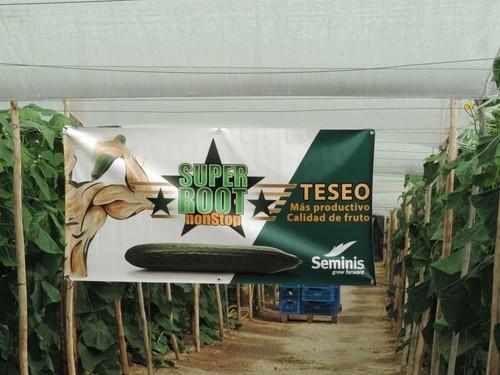 SUPER
ROOT
nonStop
TESEO
Más productivo
Calidad de fruto
Seminis
grow forward